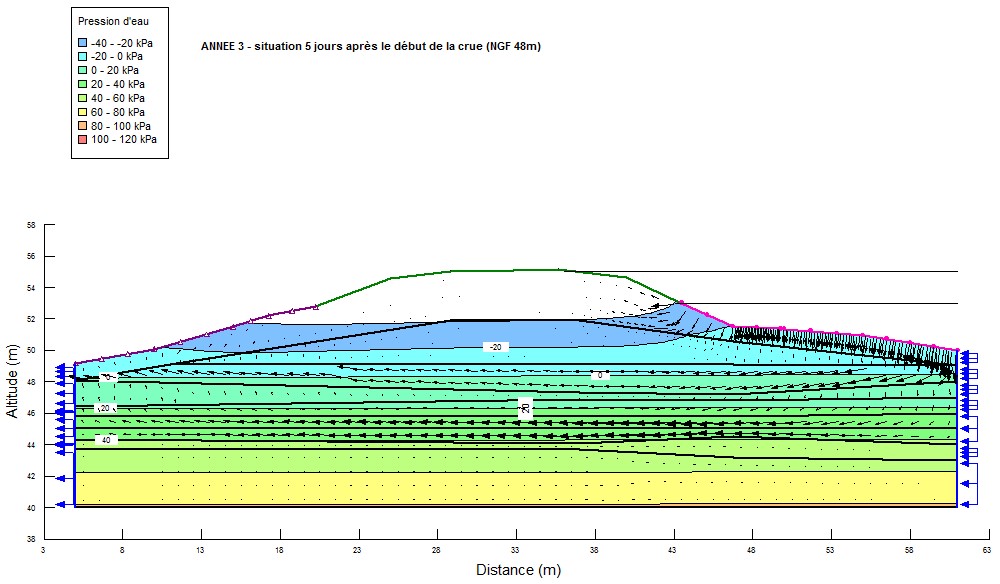 Pression d'eau
-40 - -20 kPa
-20 - 0 kPa
0 - 20 kPa
20 - 40 kPa
40 - 60 kPa
60 - 80 kPa
80 - 100 kPa
100 - 120 kPa
ANNEE 3 - situation 5 jours après le début de la crue (NGF 48m)
58
56
54
52
50
48
46
44
42
40
38
Altitude (m)
-20
0
0
20
20
40
3 8 13 18 23 28 33 38 43 48 53 58 63
Distance (m)